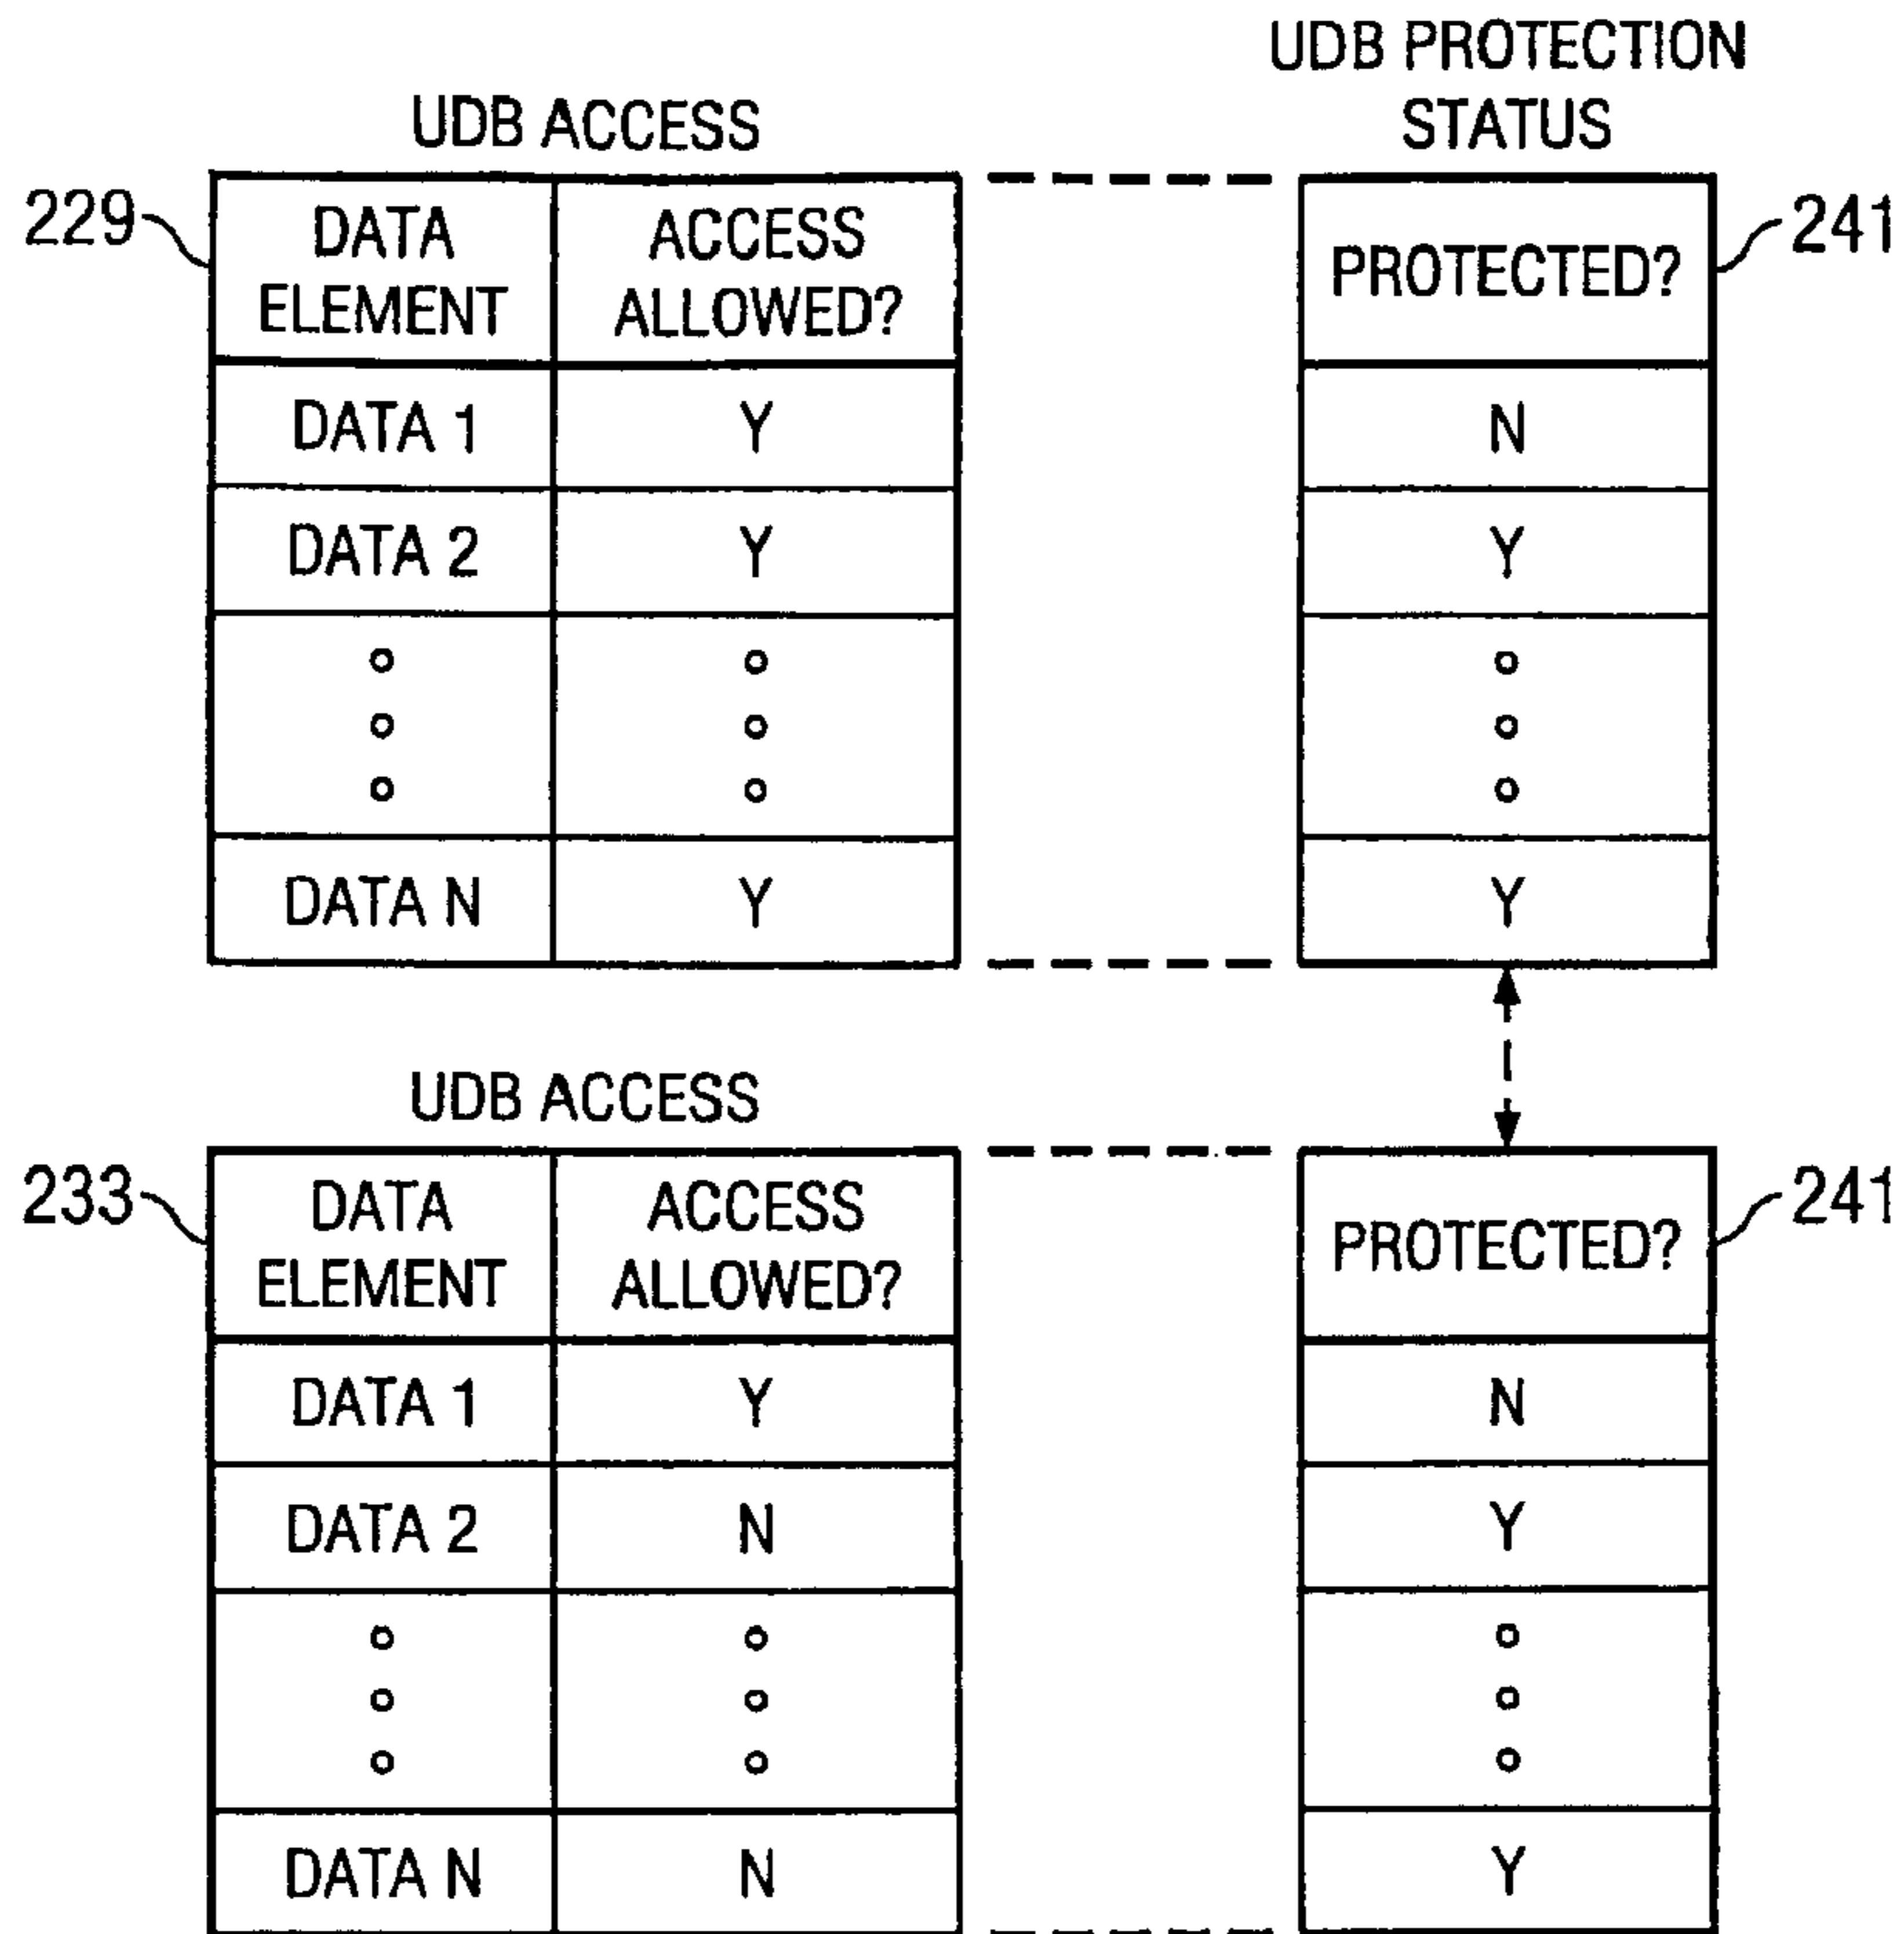 UDB PROTECTION
STATUS
UDB ACCESS
229
DATA
ELEMENT
ACCESS
ALLOWED?
PROTECTED?
241
DATA 1 Y N
DATA 2 Y Y
DATA N Y Y
UDB ACCESS
233
DATA
ELEMENT
ACCESS
ALLOWED?
PROTECTED?
241
DATA 1 Y N
DATA 2 N Y
DATA N N Y